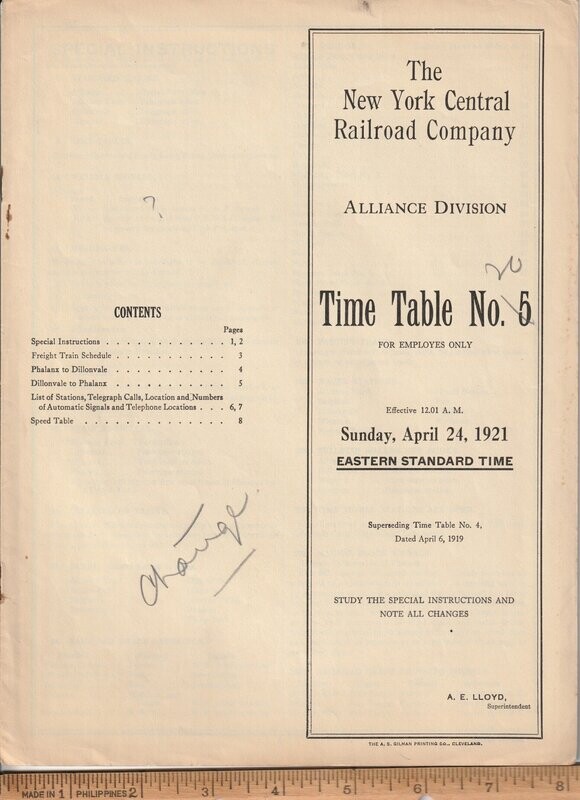 The
New York Central
Railroad Company
ALLIANCE DIVISION
Time Table No. 5
FOR EMPLOYES ONLY
Effective 12.01 A. M.
Sunday, April 24, 1921
EASTERN STANDARD TIME
Superseding Time Table No. 4,
Dated April 6, 1919
STUDY THE SPECIAL INSTRUCTIONS AND
NOTE ALL CHANGES
A. E. LLOYD,
Superintendent
THE A. S. GILMAN PRINTING CO., CLEVELAND.
CONTENTS
Pages
Special Instructions . . . . . . . . . . . . 1, 2
Freight Train Schedule . . . . . . . . . . . 3
Phalanx to Dillonvale . . . . . . . . . . . 4
Dillonvale to Phalanx . . . . . . . . . . 5
List of Stations, Telegraph Calls, Location and Numbers
of Automatic Signals and Telephone Locations . . . 6, 7
Speed Table . . . . . . . . . . . . . . 8
Change
MADE IN 1 PHILIPPINES 2 3 4 5 6 7 8